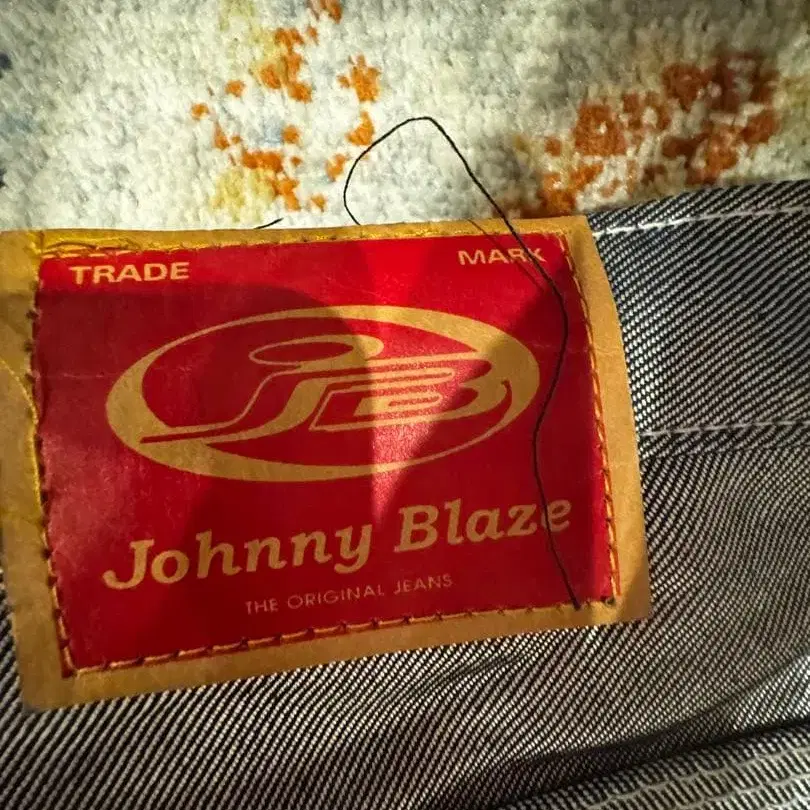 TRADE MARK
JB
Johnny Blaze
THE ORIGINAL JEANS